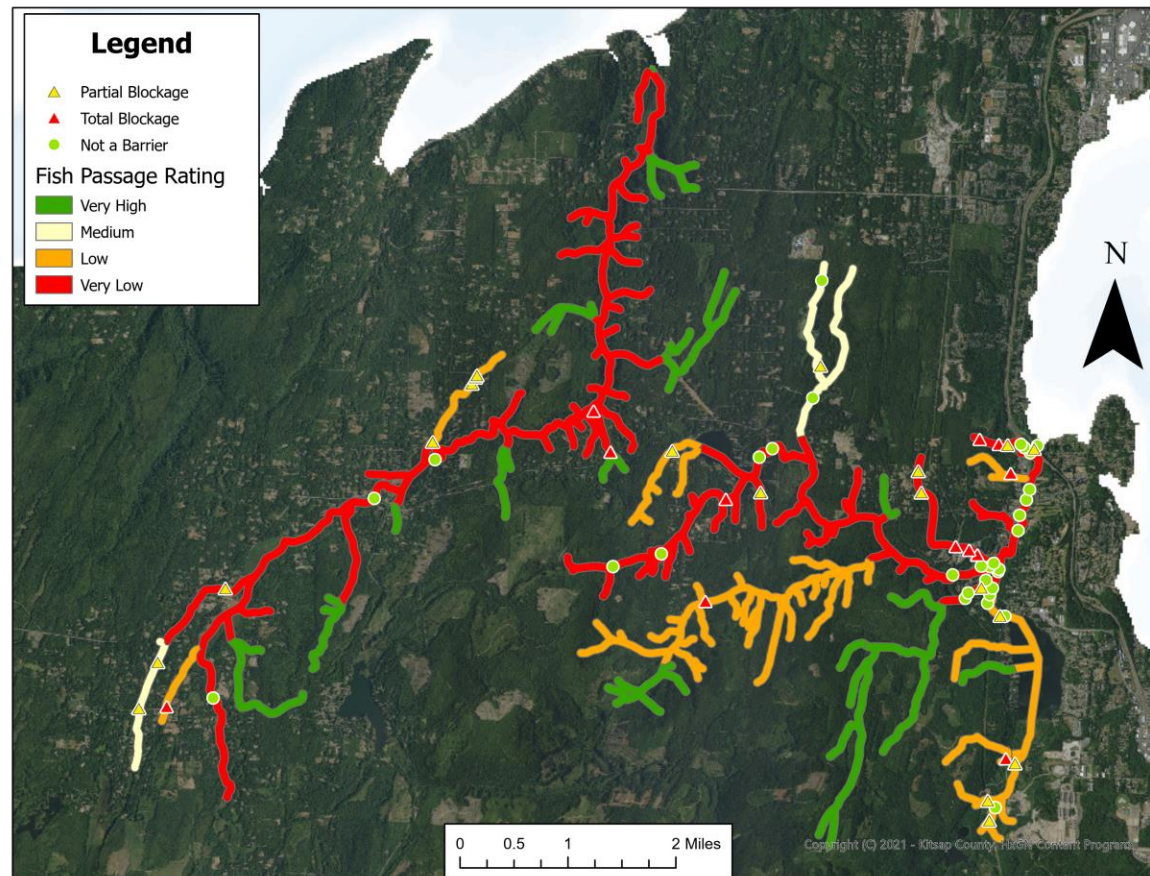 Legend
Partial Blockage
Total Blockage
Not a Barrier
Fish Passage Rating
Very High
Medium
Low
Very Low
N
0 0.5 1 2 Miles
Copyright (C) 2021 - Kitsap County, HxGN Content Program